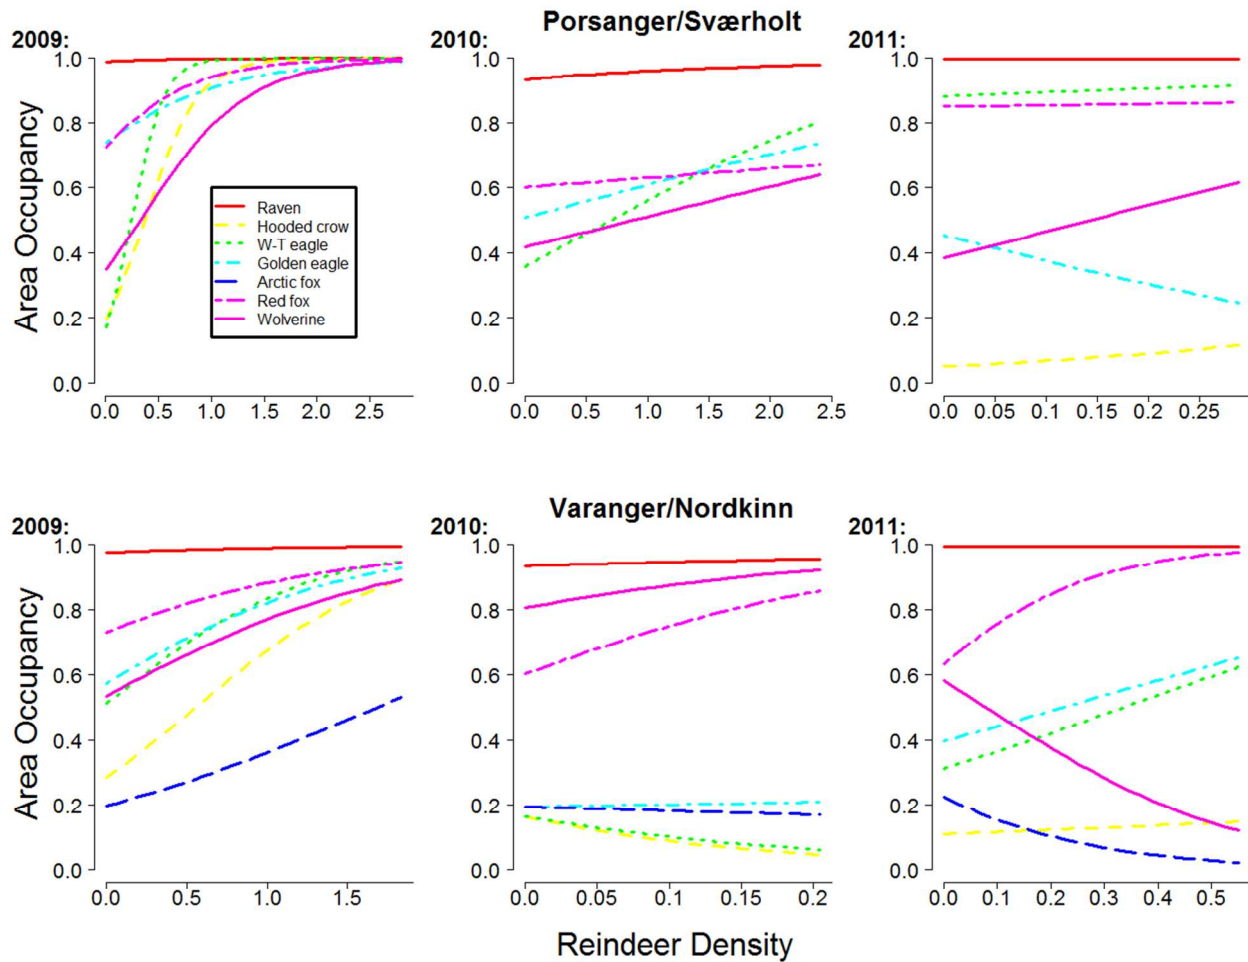 Porsanger/Sværholt
2009:
2010:
2011:
1.0 0.8 0.6 0.4 0.2 0.0
Area Occupancy
Raven
Hooded crow
W-T eagle
Golden eagle
Arctic fox
Red fox
Wolverine
0.0 0.5 1.0 1.5 2.0 2.5
1.0 0.8 0.6 0.4 0.2 0.0
0.0 0.5 1.0 1.5 2.0 2.5
1.0 0.8 0.6 0.4 0.2 0.0
0.0 0.05 0.1 0.15 0.2 0.25
Varanger/Nordkinn
2009:
2010:
2011:
1.0 0.8 0.6 0.4 0.2 0.0
Area Occupancy
0.0 0.5 1.0 1.5
1.0 0.8 0.6 0.4 0.2 0.0
0.0 0.05 0.1 0.15 0.2
1.0 0.8 0.6 0.4 0.2 0.0
0.0 0.1 0.2 0.3 0.4 0.5
Reindeer Density